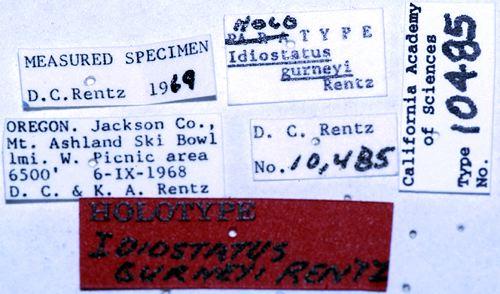 MEASURED SPECIMEN
D.C.Rentz 1969
HOLO
PARATYPE
Idiostatus
gurneyi
Rentz
California Academy
of Sciences
Type
No. 10485
OREGON. Jackson Co.,
Mt. Ashland Ski Bowl
1mi. W. Picnic area
6500' 6-IX-1968
D. C. & K. A. Rentz
D. C. Rentz
No. 10,485
HOLOTYPE
IDIOSTATUS
GURNEYI RENTZ